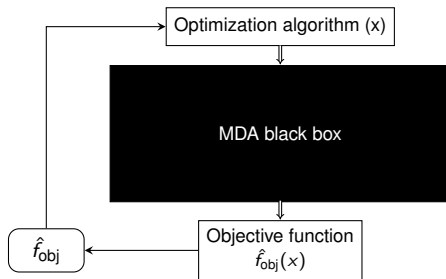 Optimization algorithm (x)
MDA black box
Objective function
f̂obj(x)
f̂obj